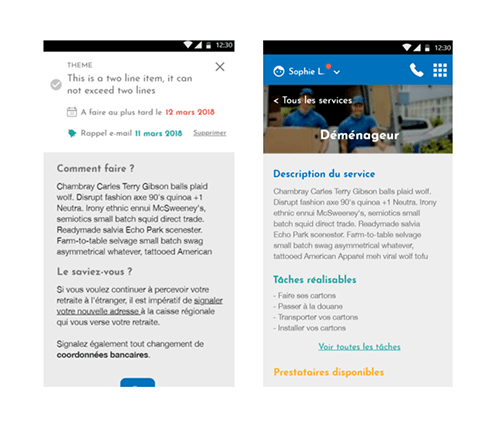 12:30
THEME
This is a two line item, it can
not exceed two lines
A faire au plus tard le 12 mars 2018
Rappel e-mail 11 mars 2018 Supprimer
Comment faire ?
Chambray Carles Terry Gibson balls plaid
wolf. Disrupt fashion axe 90's quinoa +1
Neutra. Irony ethnic ennui McSweeney's,
semiotics small batch squid direct trade.
Readymade salvia Echo Park scenester.
Farm-to-table selvage small batch swag
asymmetrical whatever, tattooed American
Le saviez-vous ?
Si vous voulez continuer à percevoir votre
retraite à l'étranger, il est impératif de signaler
votre nouvelle adresse à la caisse régionale
qui vous verse votre retraite.
Signalez également tout changement de
coordonnées bancaires.
12:30
Sophie L.
< Tous les services
Déménageur
Description du service
Chambray Carles Terry Gibson balls plaid wolf.
Disrupt fashion axe 90's quinoa +1 Neutra. Irony
ethnic ennui McSweeney's, semiotics small
batch squid direct trade. Readymade salvia
Echo Park scenester. Farm-to-table selvage
small batch swag asymmetrical whatever,
tattooed American Apparel meh viral wolf tofu
Tâches réalisables
- Faire ses cartons
- Passer à la douane
- Transporter vos cartons
- Installer vos cartons
Voir toutes les tâches
Prestataires disponibles